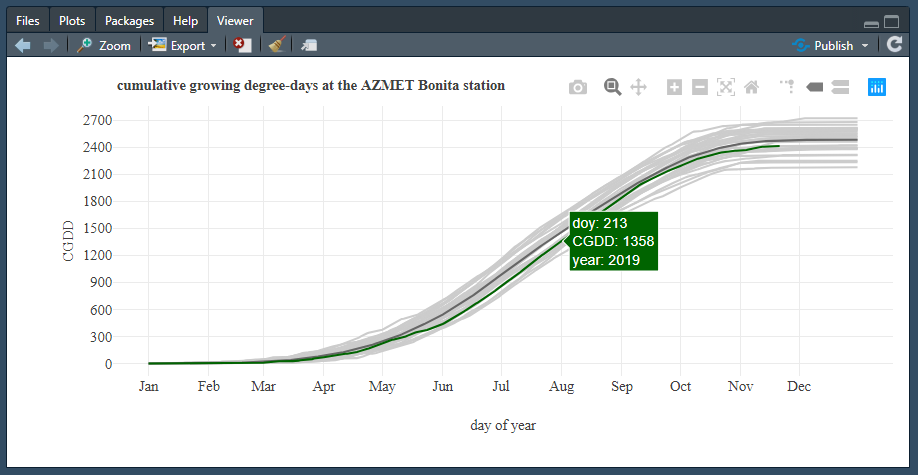 Files Plots Packages Help Viewer
Zoom Export Publish
cumulative growing degree-days at the AZMET Bonita station
2700
2400
2100
1800
1500
1200
900
600
300
0
CGDD
doy: 213
CGDD: 1358
year: 2019
Jan Feb Mar Apr May Jun Jul Aug Sep Oct Nov Dec
day of year